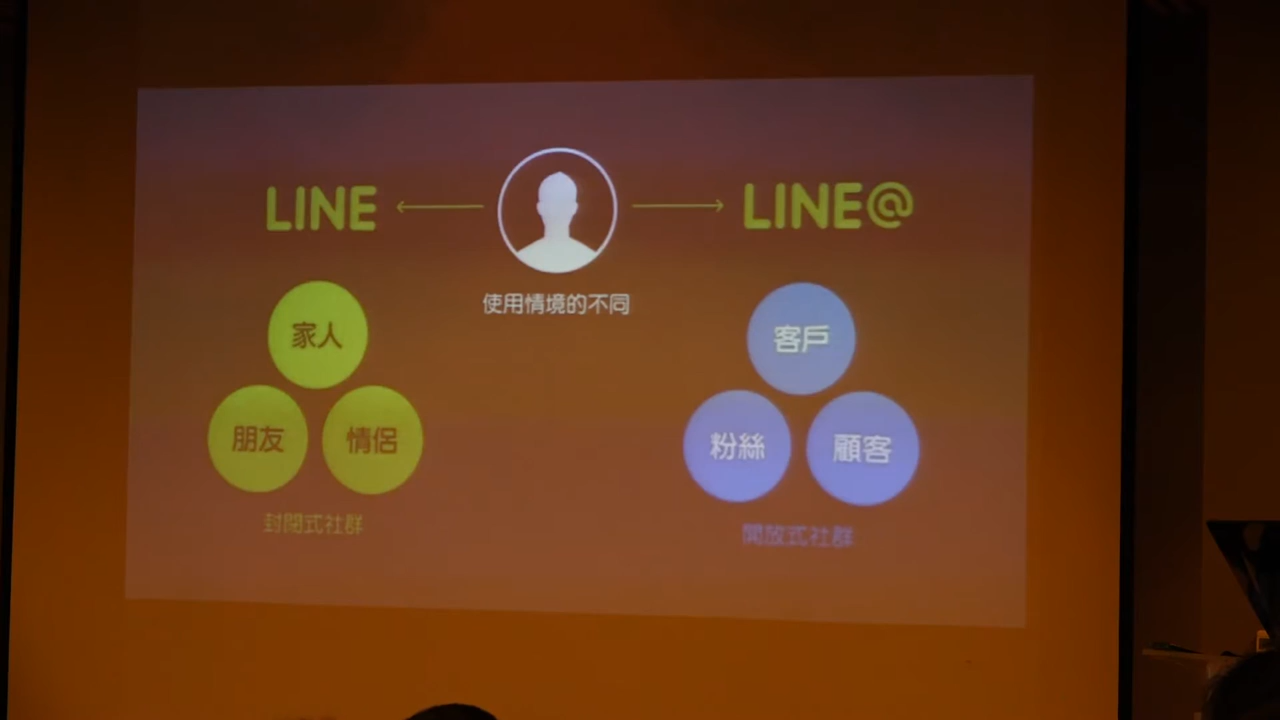 LINE
LINE@
使用情境的不同
家人
朋友
情侶
封閉式社群
客戶
粉絲
顧客
開放式社群